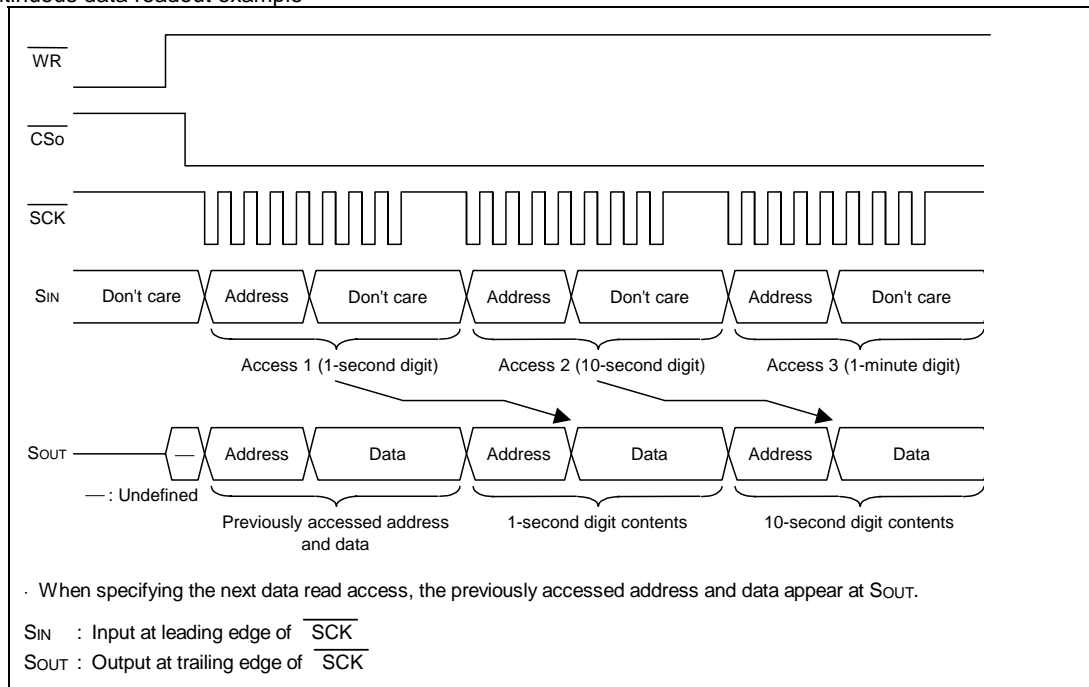 tinuous data readout example
WR
CSo
SCK
SIN Don't care Address Don't care Address Don't care Address Don't care
Access 1 (1-second digit) Access 2 (10-second digit) Access 3 (1-minute digit)
SOUT — Address Data Address Data Address Data
— : Undefined
Previously accessed address and data
1-second digit contents
10-second digit contents
· When specifying the next data read access, the previously accessed address and data appear at SOUT.
SIN : Input at leading edge of SCK
SOUT : Output at trailing edge of SCK